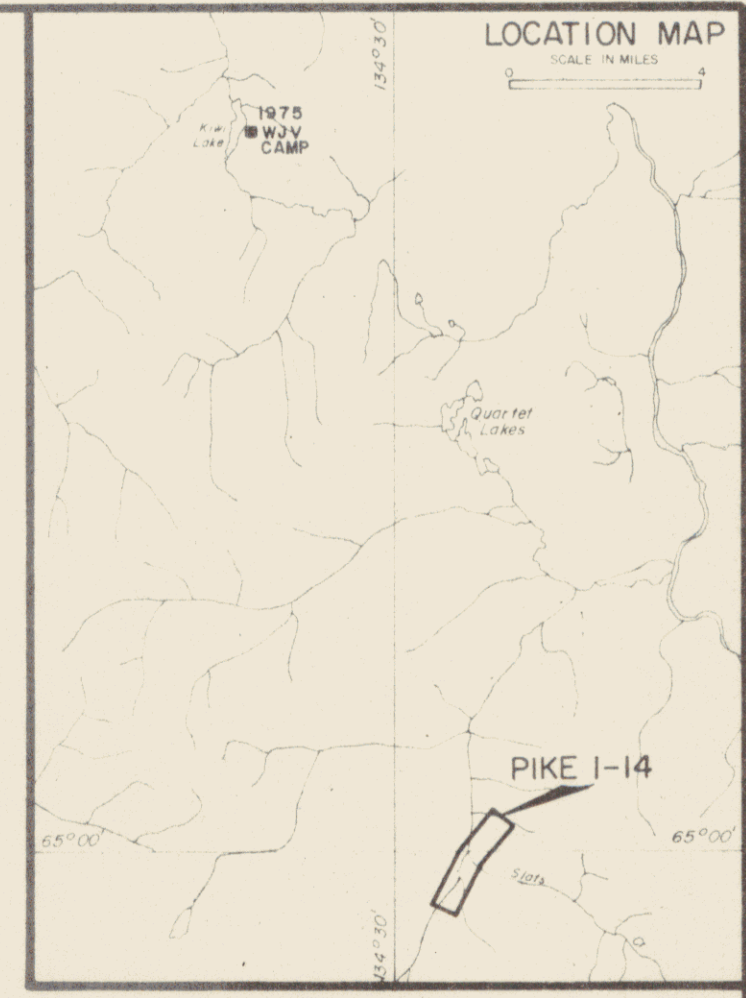 LOCATION MAP
SCALE IN MILES
0 4
134°30'
1975
WJV
CAMP
Kiwi
Lake
Quartet
Lakes
PIKE 1-14
65°00'
65°00'
Slats
134°30'